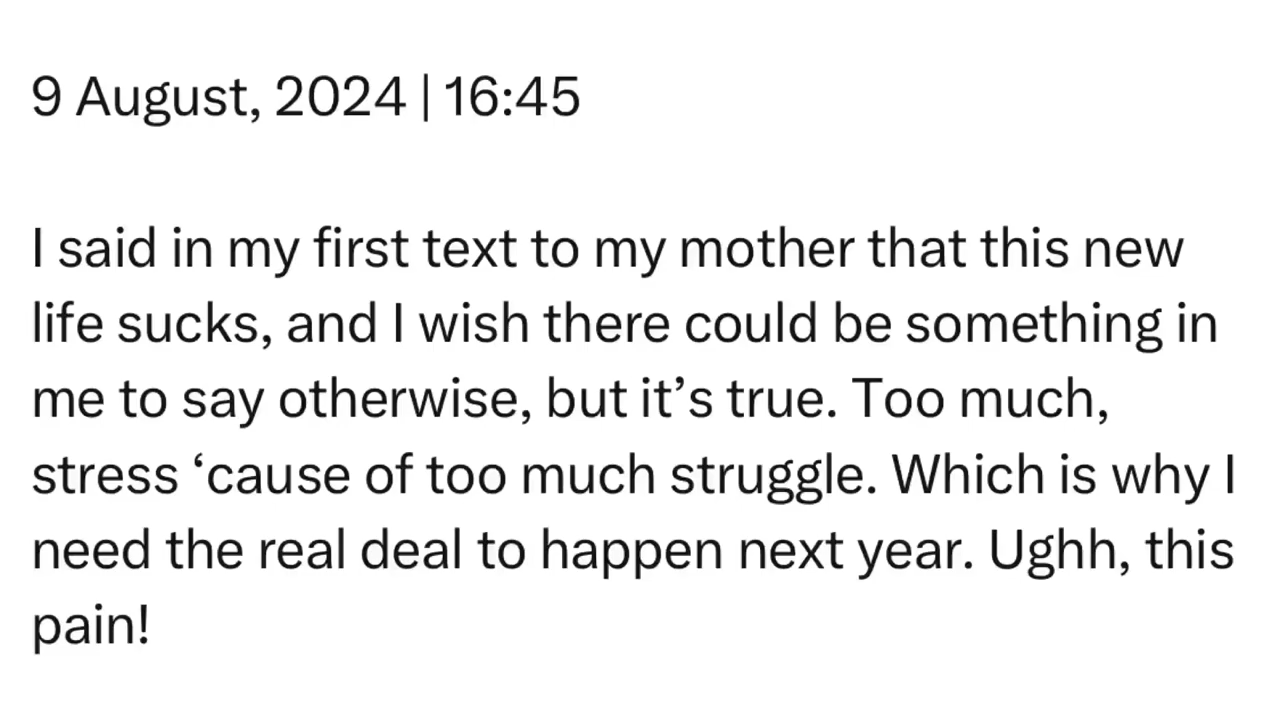 9 August, 2024 | 16:45
I said in my first text to my mother that this new
life sucks, and I wish there could be something in
me to say otherwise, but it’s true. Too much,
stress ‘cause of too much struggle. Which is why I
need the real deal to happen next year. Ughh, this
pain!